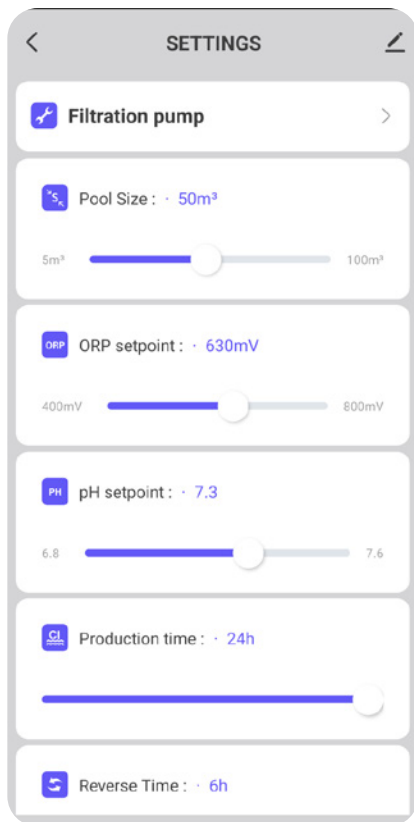 SETTINGS
Filtration pump
Pool Size : · 50m³
5m³ 100m³
ORP ORP setpoint : · 630mV
400mV 800mV
PH pH setpoint : · 7.3
6.8 7.6
CL Production time : · 24h
Reverse Time : · 6h